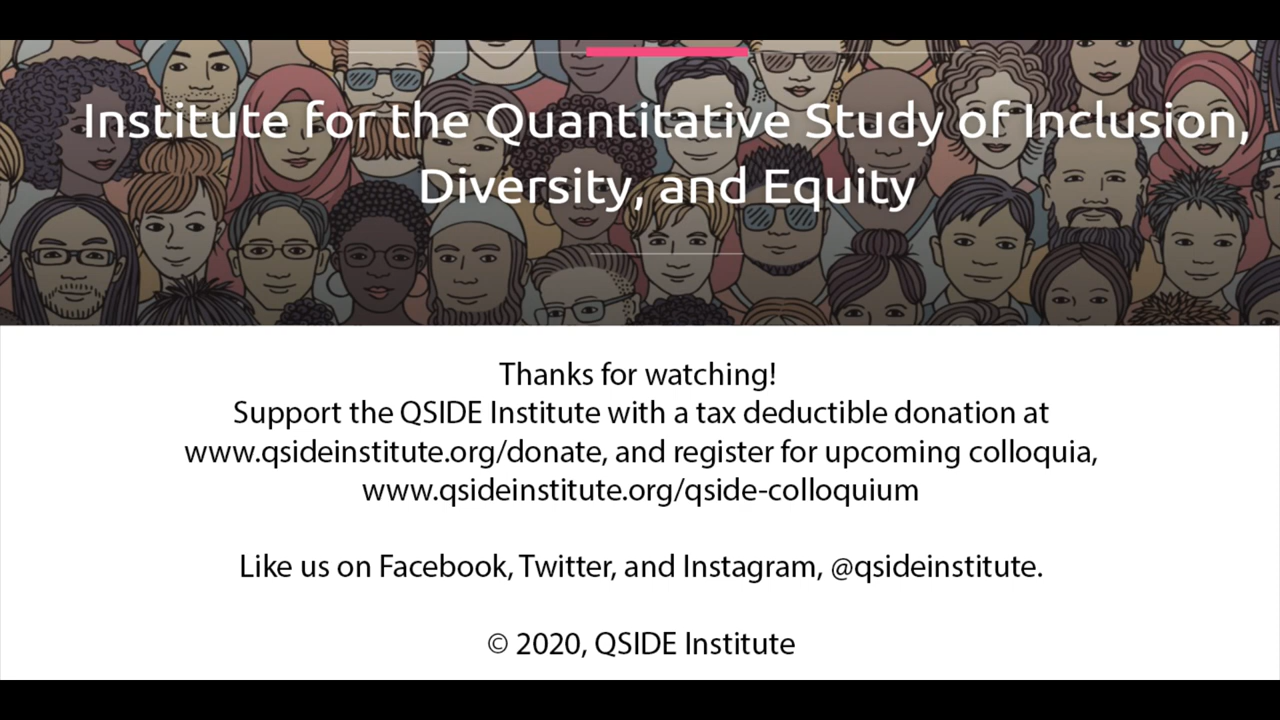 Institute for the Quantitative Study of Inclusion,
Diversity, and Equity
Thanks for watching!
Support the QSIDE Institute with a tax deductible donation at
www.qsideinstitute.org/donate, and register for upcoming colloquia,
www.qsideinstitute.org/qside-colloquium
Like us on Facebook, Twitter, and Instagram, @qsideinstitute.
© 2020, QSIDE Institute